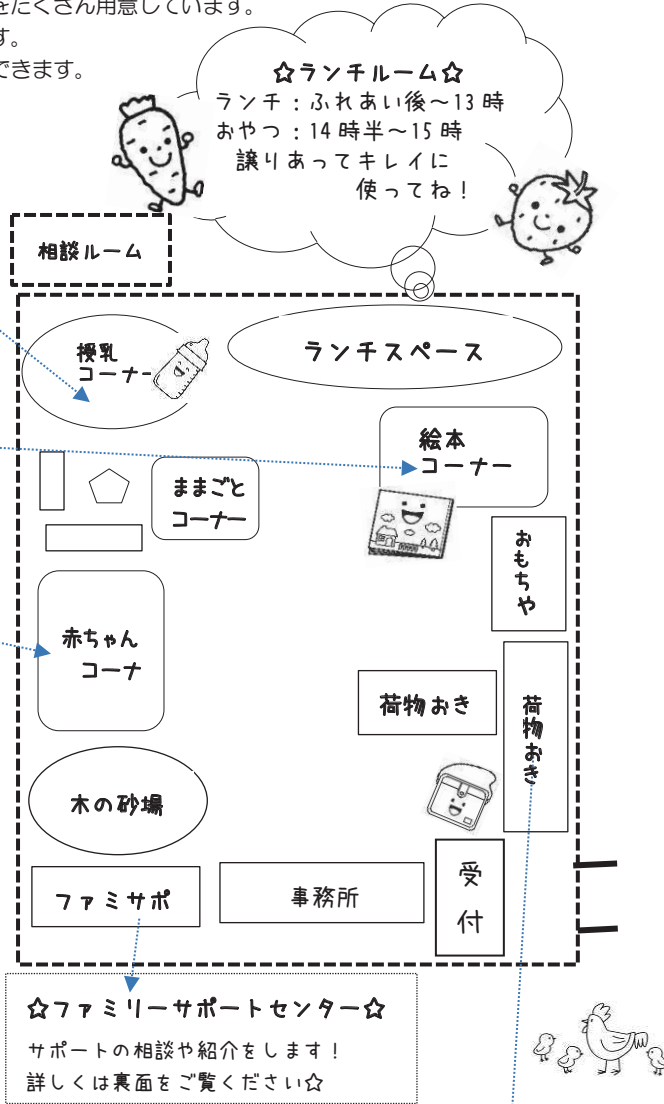 をたくさん用意しています。
す。
できます。
☆ランチルーム☆
ランチ：ふれあい後～13時
おやつ：14時半～15時
譲りあってキレイに
使ってね！
相談ルーム
授乳
コーナー
ランチスペース
絵本
コーナー
ままごと
コーナー
おもちゃ
赤ちゃん
コーナ
荷物おき
荷物おき
木の砂場
ファミサポ
事務所
受付
☆ファミリーサポートセンター☆
サポートの相談や紹介をします！
詳しくは裏面をご覧ください☆